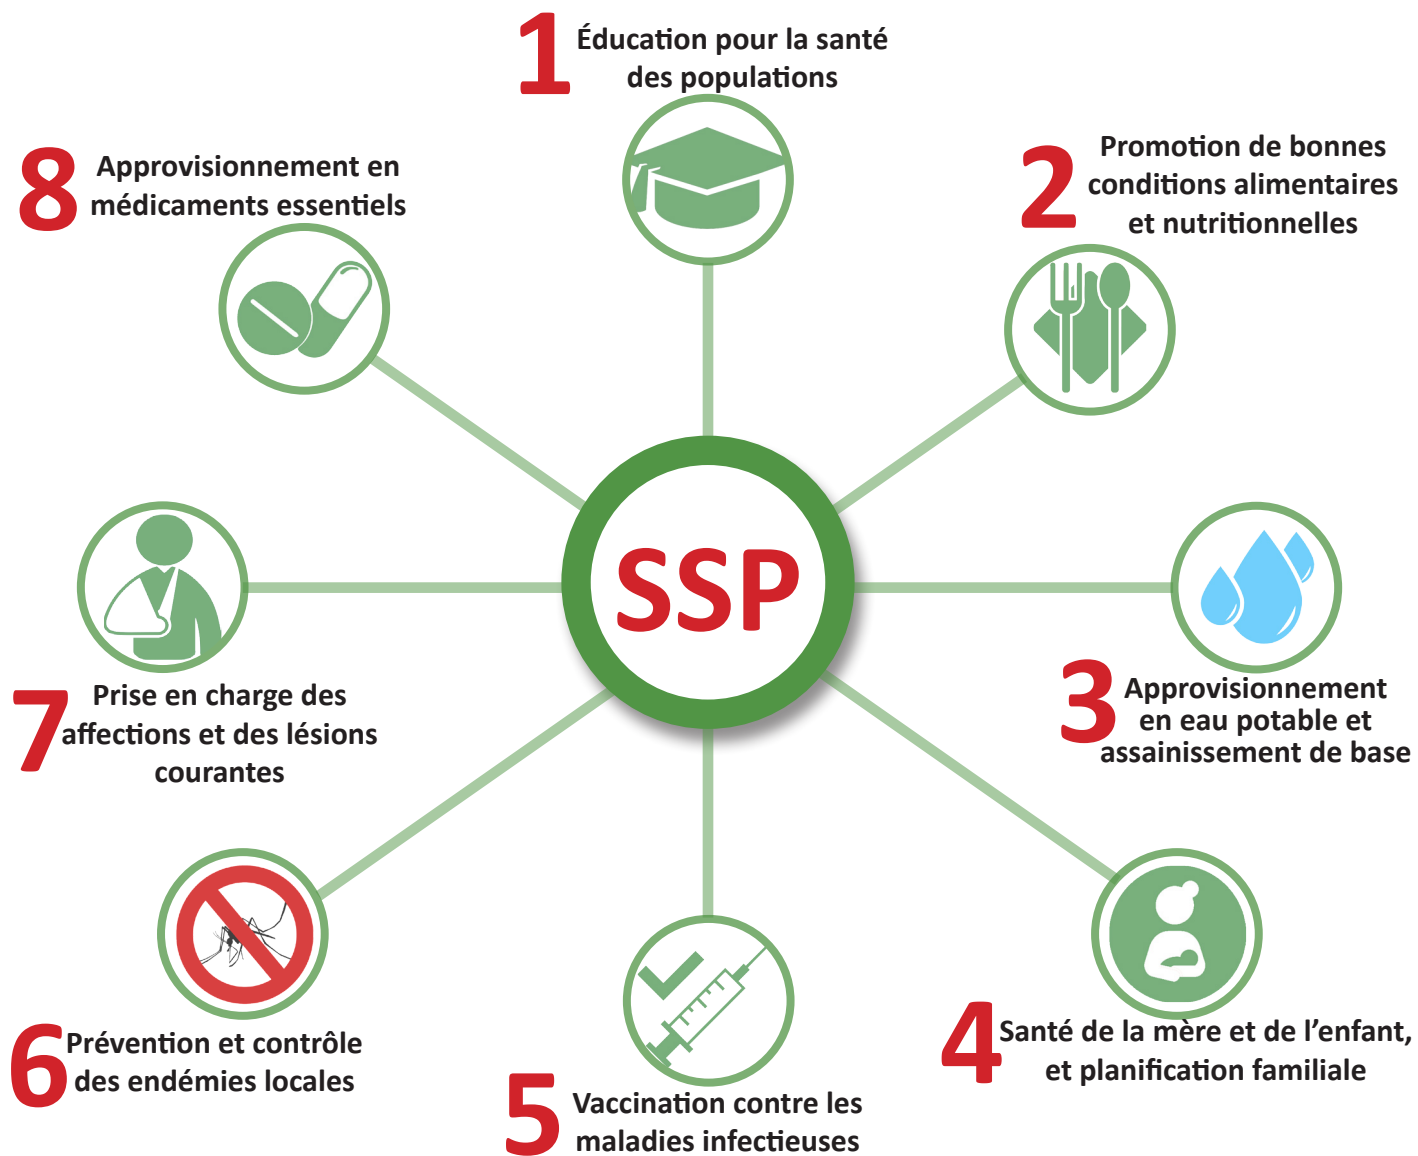 1
Éducation pour la santé
des populations
2
Promotion de bonnes
conditions alimentaires
et nutritionnelles
3
Approvisionnement
en eau potable et
assainissement de base
4
Santé de la mère et de l’enfant,
et planification familiale
5
Vaccination contre les
maladies infectieuses
6
Prévention et contrôle
des endémies locales
7
Prise en charge des
affections et des lésions
courantes
8
Approvisionnement en
médicaments essentiels
SSP